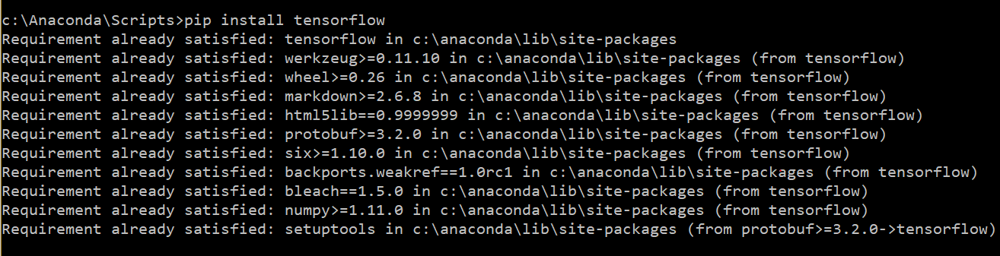 c:\Anaconda\Scripts>pip install tensorflow
Requirement already satisfied: tensorflow in c:\anaconda\lib\site-packages
Requirement already satisfied: werkzeug>=0.11.10 in c:\anaconda\lib\site-packages (from tensorflow)
Requirement already satisfied: wheel>=0.26 in c:\anaconda\lib\site-packages (from tensorflow)
Requirement already satisfied: markdown>=2.6.8 in c:\anaconda\lib\site-packages (from tensorflow)
Requirement already satisfied: html5lib==0.9999999 in c:\anaconda\lib\site-packages (from tensorflow)
Requirement already satisfied: protobuf>=3.2.0 in c:\anaconda\lib\site-packages (from tensorflow)
Requirement already satisfied: six>=1.10.0 in c:\anaconda\lib\site-packages (from tensorflow)
Requirement already satisfied: backports.weakref==1.0rc1 in c:\anaconda\lib\site-packages (from tensorflow)
Requirement already satisfied: bleach==1.5.0 in c:\anaconda\lib\site-packages (from tensorflow)
Requirement already satisfied: numpy>=1.11.0 in c:\anaconda\lib\site-packages (from tensorflow)
Requirement already satisfied: setuptools in c:\anaconda\lib\site-packages (from protobuf>=3.2.0->tensorflow)